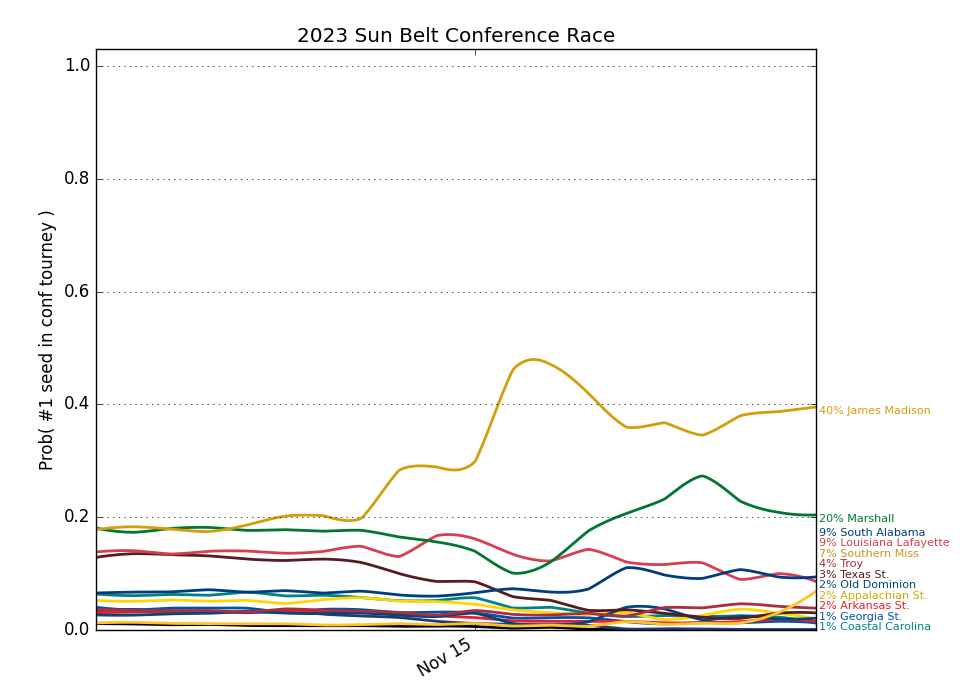 2023 Sun Belt Conference Race
1.0
0.8
0.6
0.4
0.2
0.0
Prob( #1 seed in conf tourney )
Nov 15
40% James Madison
20% Marshall
9% South Alabama
9% Louisiana Lafayette
7% Southern Miss
4% Troy
3% Texas St.
2% Old Dominion
2% Appalachian St.
2% Arkansas St.
1% Georgia St.
1% Coastal Carolina